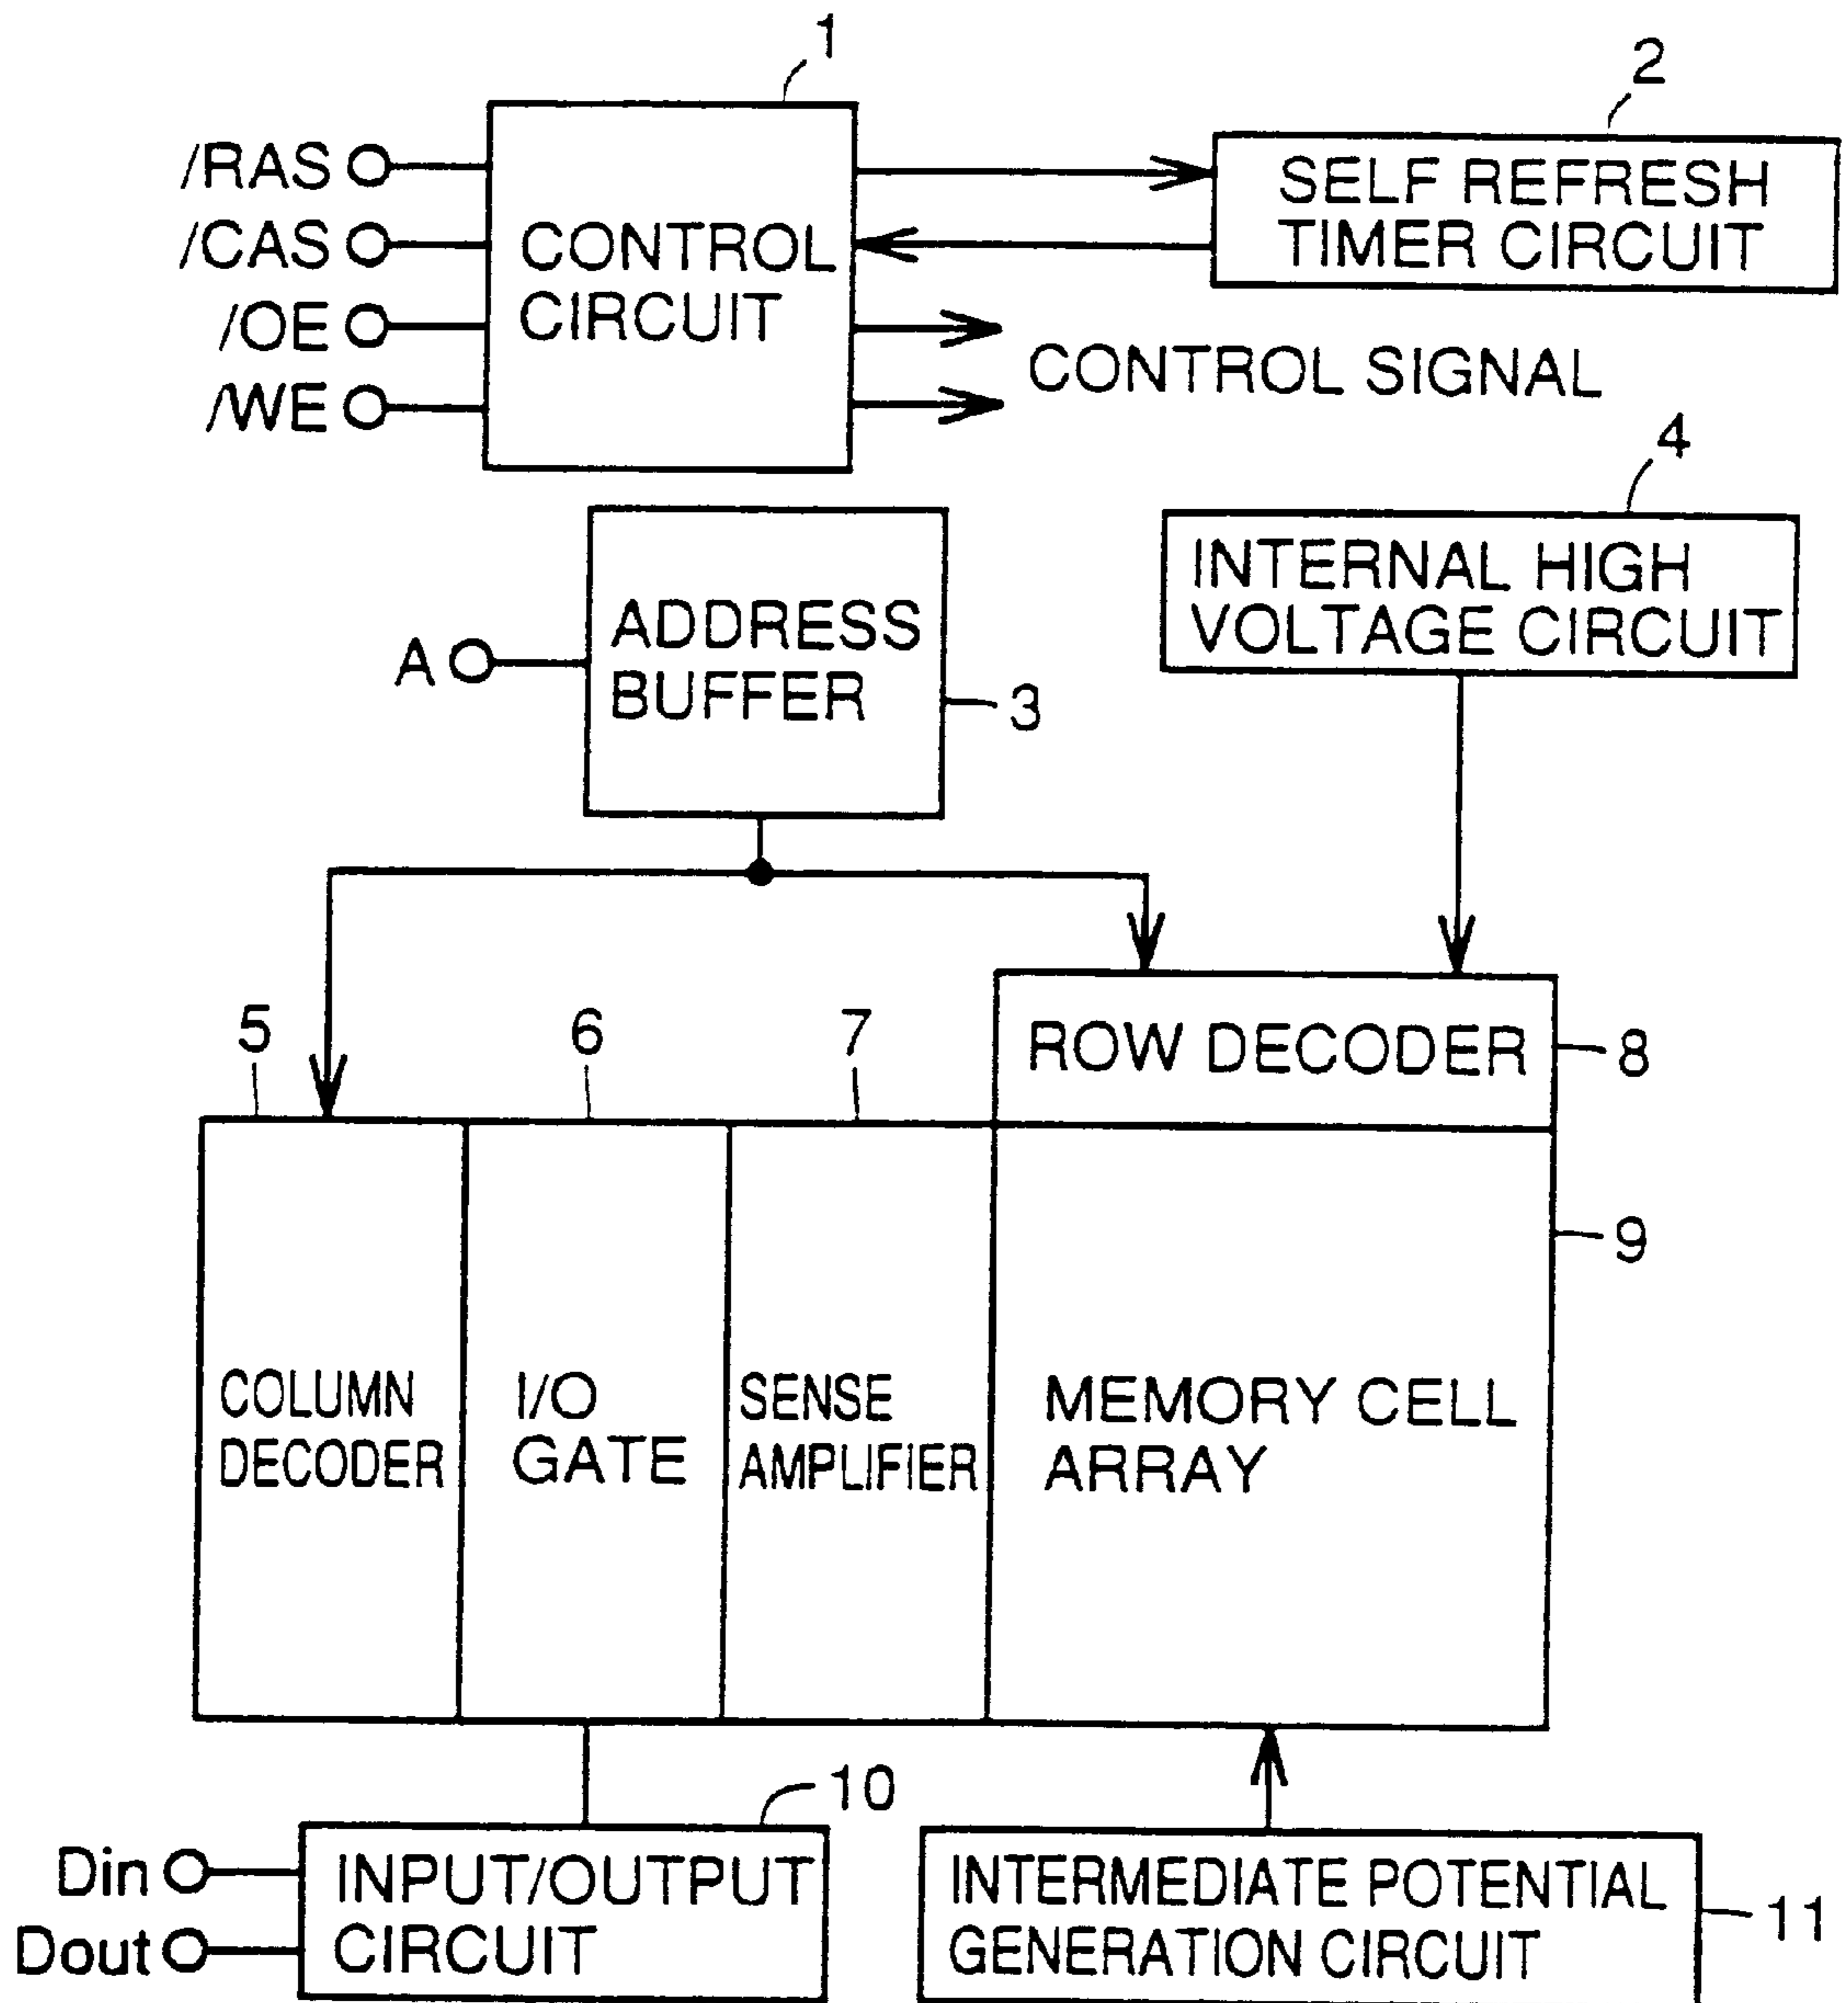 1
2
/RAS
/CAS
/OE
/WE
CONTROL
CIRCUIT
SELF REFRESH
TIMER CIRCUIT
CONTROL SIGNAL
4
INTERNAL HIGH
VOLTAGE CIRCUIT
A
ADDRESS
BUFFER
3
5
6
7
ROW DECODER
8
9
COLUMN
DECODER
I/O
GATE
SENSE
AMPLIFIER
MEMORY CELL
ARRAY
10
Din
Dout
INPUT/OUTPUT
CIRCUIT
INTERMEDIATE POTENTIAL
GENERATION CIRCUIT
11